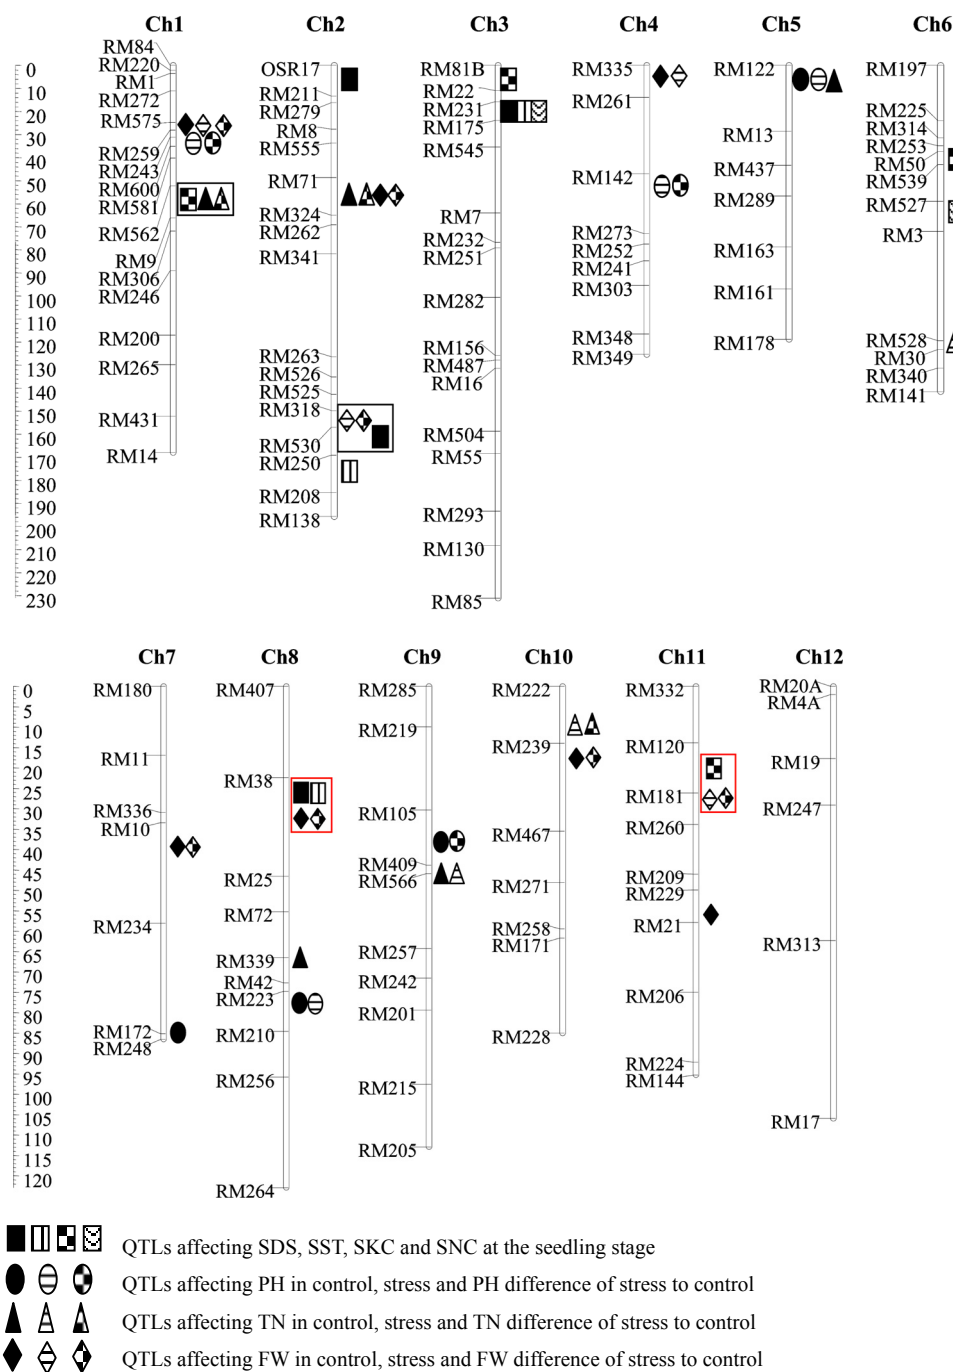 Ch1 Ch2 Ch3 Ch4 Ch5 Ch6
0
10
20
30
40
50
60
70
80
90
100
110
120
130
140
150
160
170
180
190
200
210
220
230
RM84
RM220
RM1
RM272
RM575
RM259
RM243
RM600
RM581
RM562
RM9
RM306
RM246
RM200
RM265
RM431
RM14
OSR17
RM211
RM279
RM8
RM555
RM71
RM324
RM262
RM341
RM263
RM526
RM525
RM318
RM530
RM250
RM208
RM138
RM81B
RM22
RM231
RM175
RM545
RM7
RM232
RM251
RM282
RM156
RM487
RM16
RM504
RM55
RM293
RM130
RM85
RM335
RM261
RM142
RM273
RM252
RM241
RM303
RM348
RM349
RM122
RM13
RM437
RM289
RM163
RM161
RM178
RM197
RM225
RM314
RM253
RM50
RM539
RM527
RM3
RM528
RM30
RM340
RM141
Ch7 Ch8 Ch9 Ch10 Ch11 Ch12
0
5
10
15
20
25
30
35
40
45
50
55
60
65
70
75
80
85
90
95
100
105
110
115
120
RM180
RM11
RM336
RM10
RM234
RM172
RM248
RM407
RM38
RM25
RM72
RM339
RM42
RM223
RM210
RM256
RM264
RM285
RM219
RM105
RM409
RM566
RM257
RM242
RM201
RM215
RM205
RM222
RM239
RM467
RM271
RM258
RM171
RM228
RM332
RM120
RM181
RM260
RM209
RM229
RM21
RM206
RM224
RM144
RM20A
RM4A
RM19
RM247
RM313
RM17
QTLs affecting SDS, SST, SKC and SNC at the seedling stage
QTLs affecting PH in control, stress and PH difference of stress to control
QTLs affecting TN in control, stress and TN difference of stress to control
QTLs affecting FW in control, stress and FW difference of stress to control